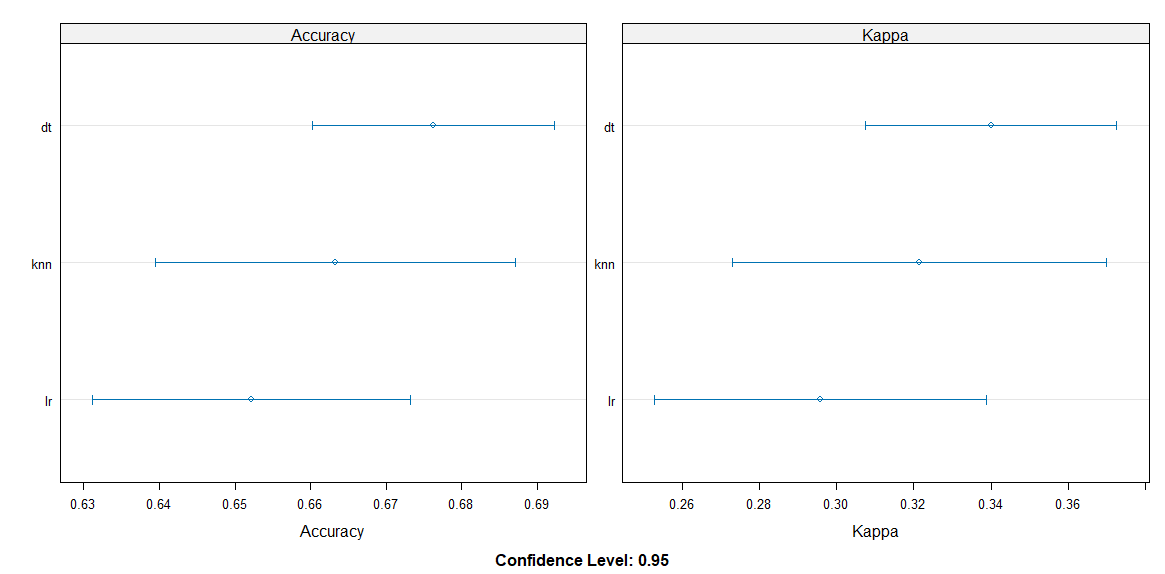 Accuracy
Kappa
dt
knn
lr
dt
knn
lr
0.63 0.64 0.65 0.66 0.67 0.68 0.69
0.26 0.28 0.30 0.32 0.34 0.36
Accuracy
Kappa
Confidence Level: 0.95